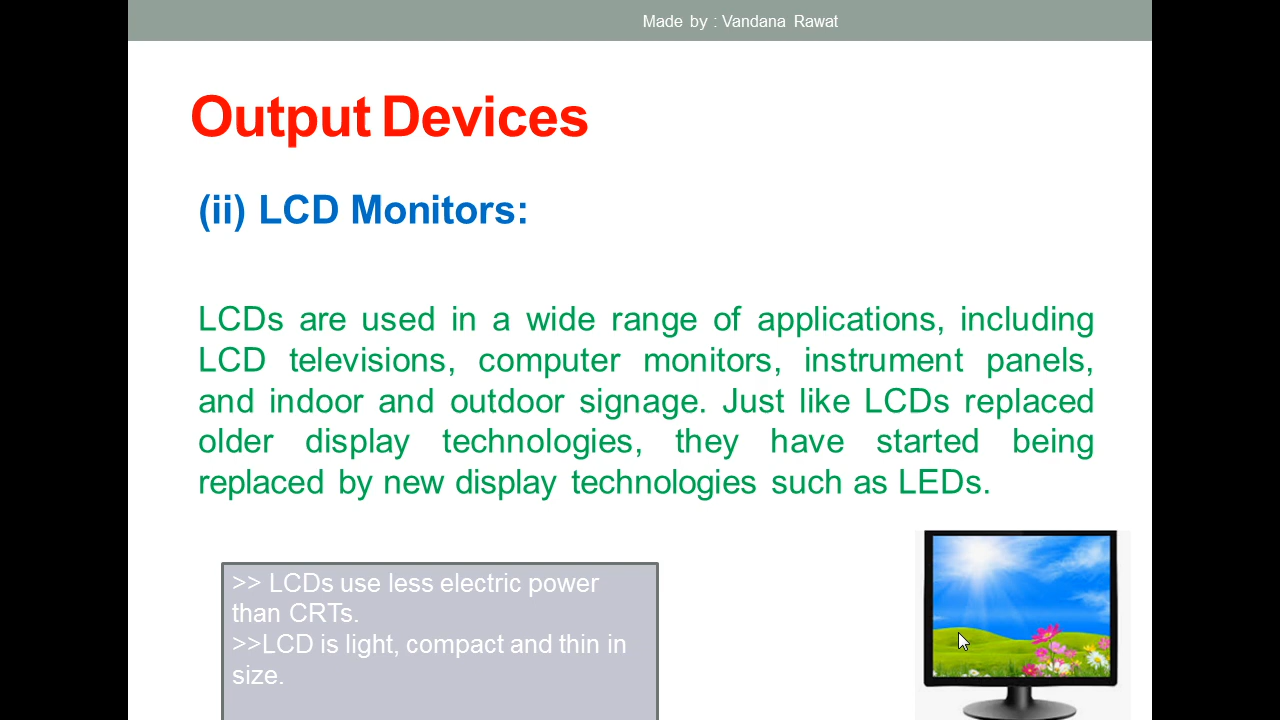 Made by : Vandana Rawat
Output Devices
(ii) LCD Monitors:
LCDs are used in a wide range of applications, including
LCD televisions, computer monitors, instrument panels,
and indoor and outdoor signage. Just like LCDs replaced
older display technologies, they have started being
replaced by new display technologies such as LEDs.
>> LCDs use less electric power
than CRTs.
>>LCD is light, compact and thin in
size.